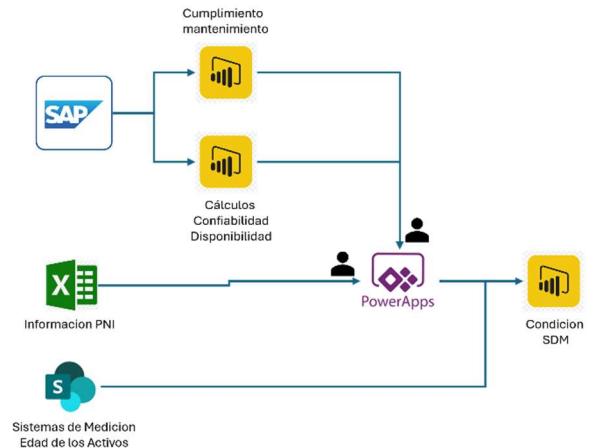 Cumplimiento
mantenimiento
SAP
Cálculos
Confiabilidad
Disponibilidad
X
Informacion PNI
PowerApps
Condicion
SDM
S
Sistemas de Medicion
Edad de los Activos